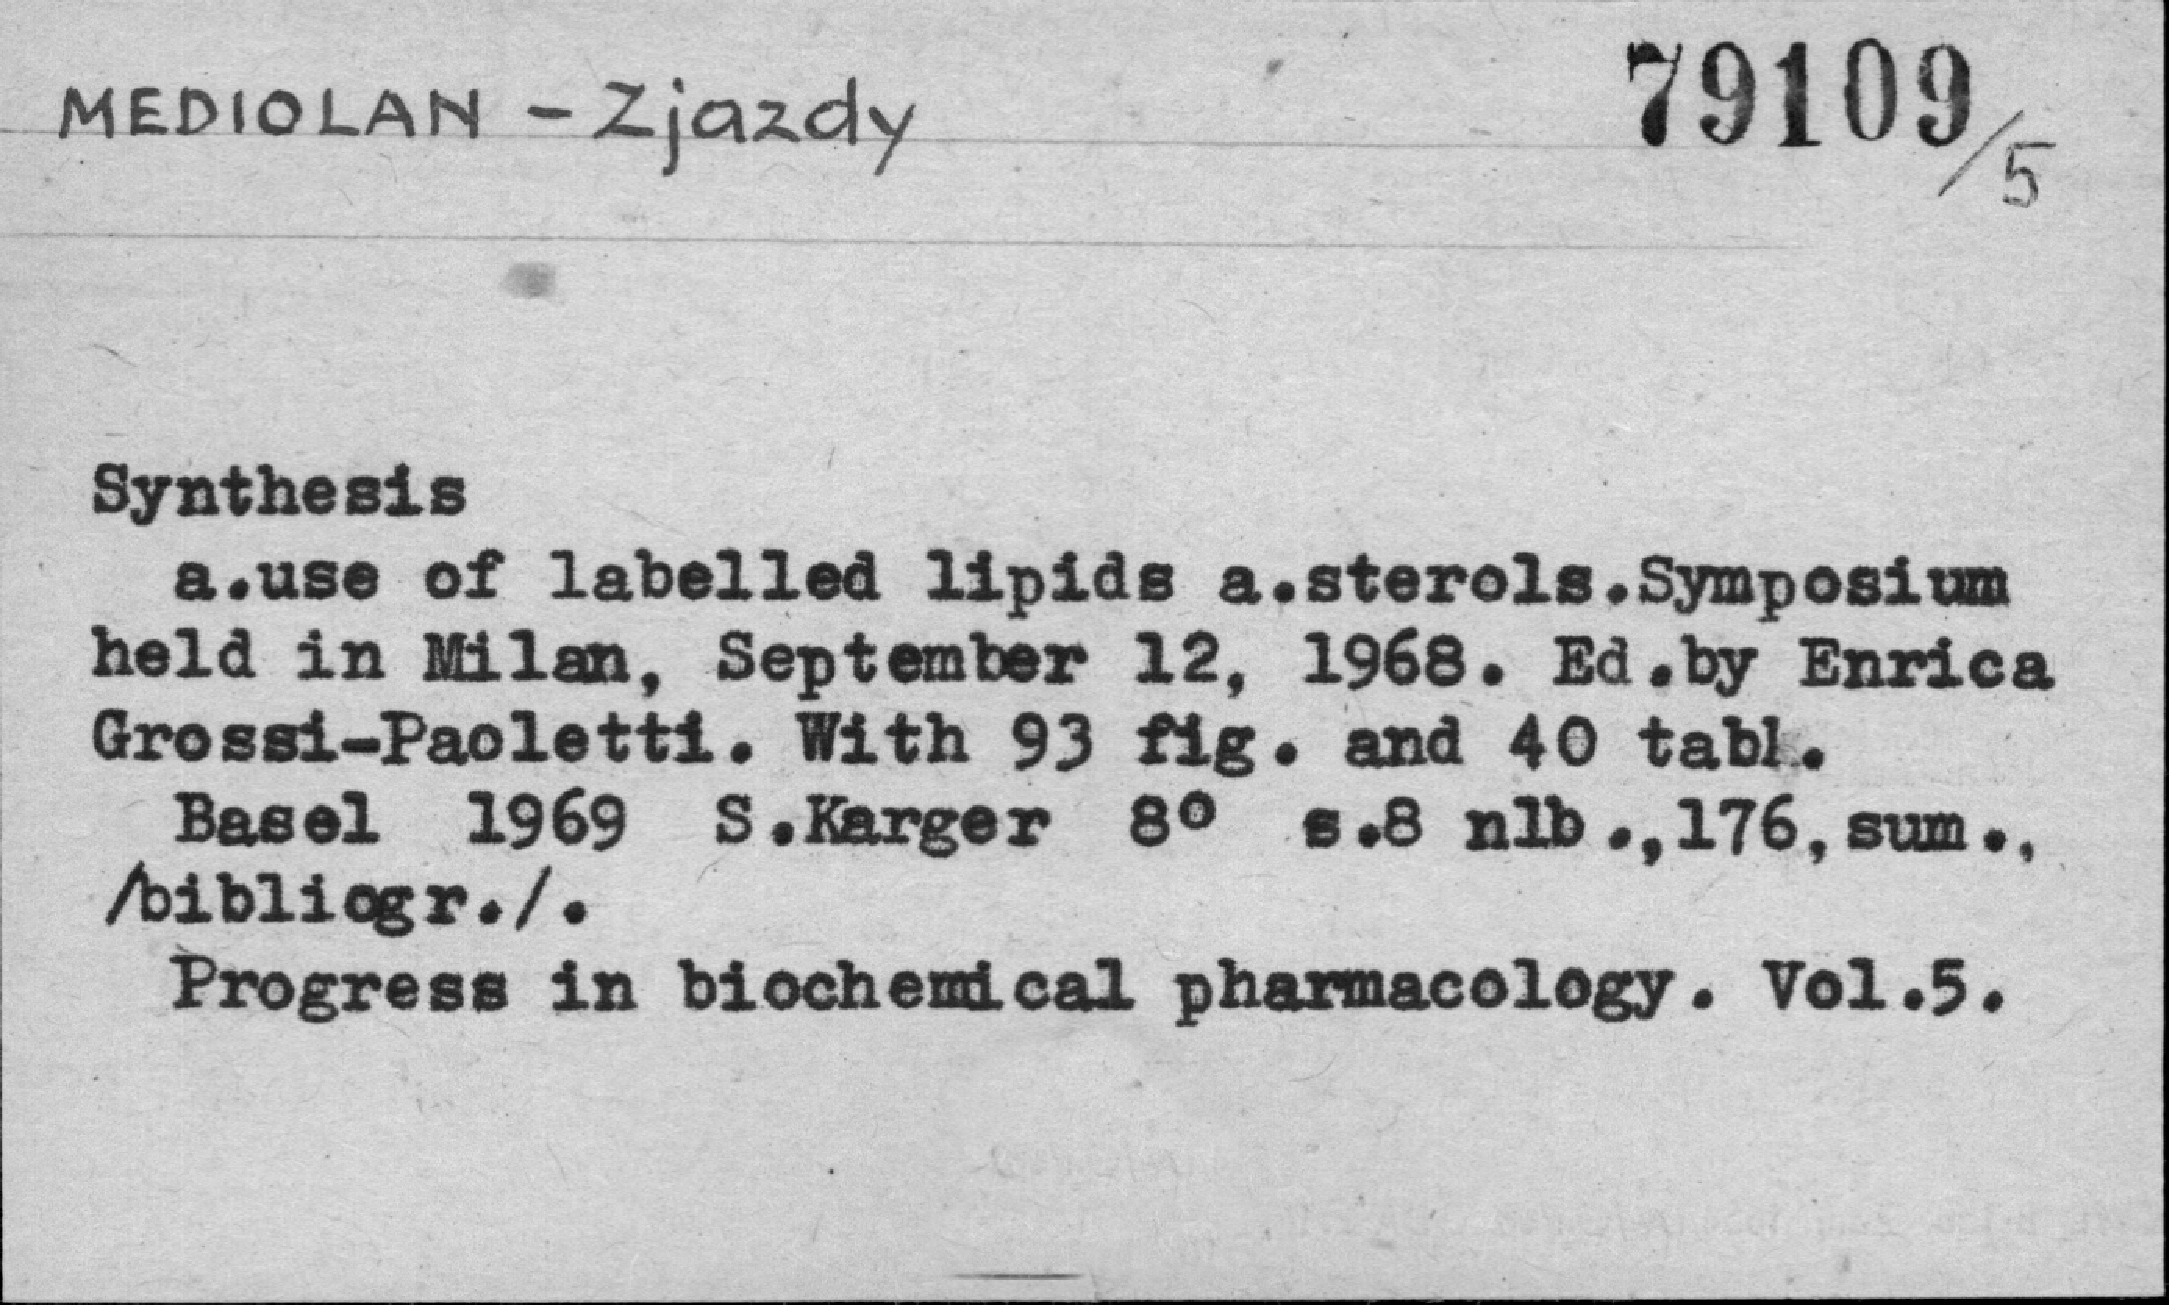 MEDIOLAN - Zjazdy
79109/5
Synthesis
a.use of labelled lipids a.sterols.Symposium
held in Milan, September 12, 1968. Ed.by Enrica
Grossi-Paoletti. With 93 fig. and 40 tabl.
Basel 1969 S.Karger 8º s.8 nlb.,176,sum.,
/bibliogr./.
Progress in biochemical pharmacology. Vol.5.